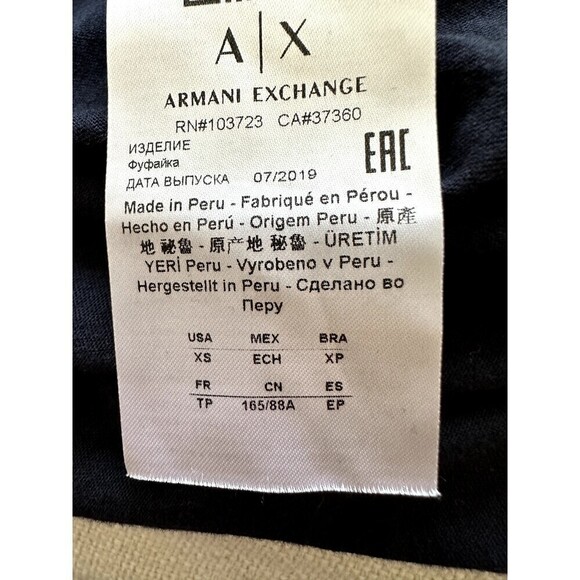 A|X
ARMANI EXCHANGE
RN#103723 CA#37360
ИЗДЕЛИЕ
Фуфайка
ДАТА ВЫПУСКА 07/2019
EAC
Made in Peru - Fabriqué en Pérou -
Hecho en Perú - Origem Peru - 原產
地 祕魯 - 原产地 秘鲁 - ÜRETİM
YERİ Peru - Vyrobeno v Peru -
Hergestellt in Peru - Сделано во
Перу
USA MEX BRA
XS ECH XP
FR CN ES
TP 165/88A EP